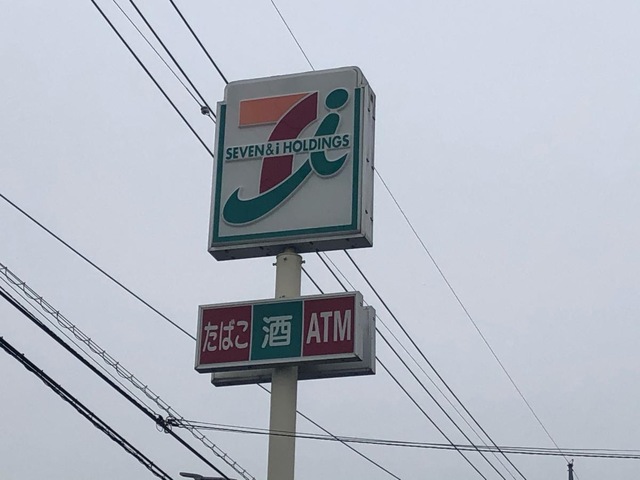 SEVEN&i HOLDINGS
たばこ 酒 ATM